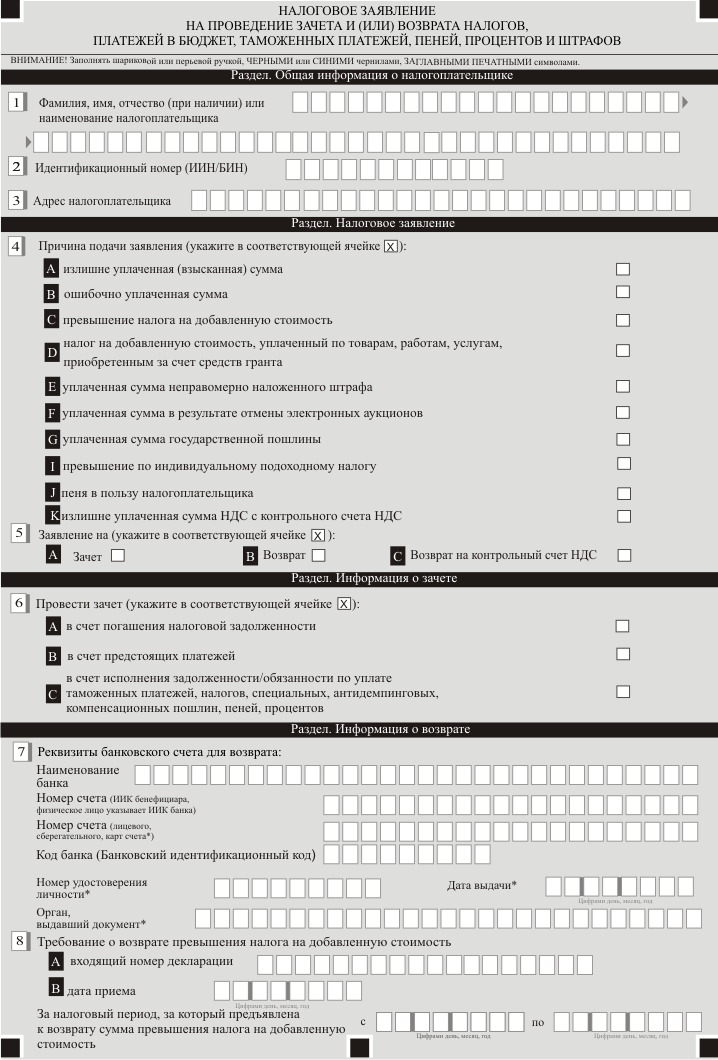 НАЛОГОВОЕ ЗАЯВЛЕНИЕ
НА ПРОВЕДЕНИЕ ЗАЧЕТА И (ИЛИ) ВОЗВРАТА НАЛОГОВ,
ПЛАТЕЖЕЙ В БЮДЖЕТ, ТАМОЖЕННЫХ ПЛАТЕЖЕЙ, ПЕНЕЙ, ПРОЦЕНТОВ И ШТРАФОВ
ВНИМАНИЕ! Заполнять шариковой или перьевой ручкой, ЧЕРНЫМИ или СИНИМИ чернилами, ЗАГЛАВНЫМИ ПЕЧАТНЫМИ символами.
Раздел. Общая информация о налогоплательщике
1 Фамилия, имя, отчество (при наличии) или
наименование налогоплательщика
2 Идентификационный номер (ИИН/БИН)
3 Адрес налогоплательщика
Раздел. Налоговое заявление
4 Причина подачи заявления (укажите в соответствующей ячейке X):
A излишне уплаченная (взысканная) сумма
B ошибочно уплаченная сумма
C превышение налога на добавленную стоимость
D налог на добавленную стоимость, уплаченный по товарам, работам, услугам,
приобретенным за счет средств гранта
E уплаченная сумма неправомерно наложенного штрафа
F уплаченная сумма в результате отмены электронных аукционов
G уплаченная сумма государственной пошлины
I превышение по индивидуальному подоходному налогу
J пеня в пользу налогоплательщика
K излишне уплаченная сумма НДС с контрольного счета НДС
5 Заявление на (укажите в соответствующей ячейке X):
A Зачет B Возврат C Возврат на контрольный счет НДС
Раздел. Информация о зачете
6 Провести зачет (укажите в соответствующей ячейке X):
A в счет погашения налоговой задолженности
B в счет предстоящих платежей
C в счет исполнения задолженности/обязанности по уплате
таможенных платежей, налогов, специальных, антидемпинговых,
компенсационных пошлин, пеней, процентов
Раздел. Информация о возврате
7 Реквизиты банковского счета для возврата:
Наименование
банка
Номер счета (ИИК бенефициара,
физическое лицо указывает ИИК банка)
Номер счета (лицевого,
сберегательного, карт счета*)
Код банка (Банковский идентификационный код)
Номер удостоверения
личности*
Дата выдачи*
Цифрами день, месяц, год
Орган,
выдавший документ*
8 Требование о возврате превышения налога на добавленную стоимость
A входящий номер декларации
B дата приема
Цифрами день, месяц, год
За налоговый период, за который предъявлена
к возврату сумма превышения налога на добавленную
стоимость
с по
Цифрами день, месяц, год Цифрами день, месяц, год